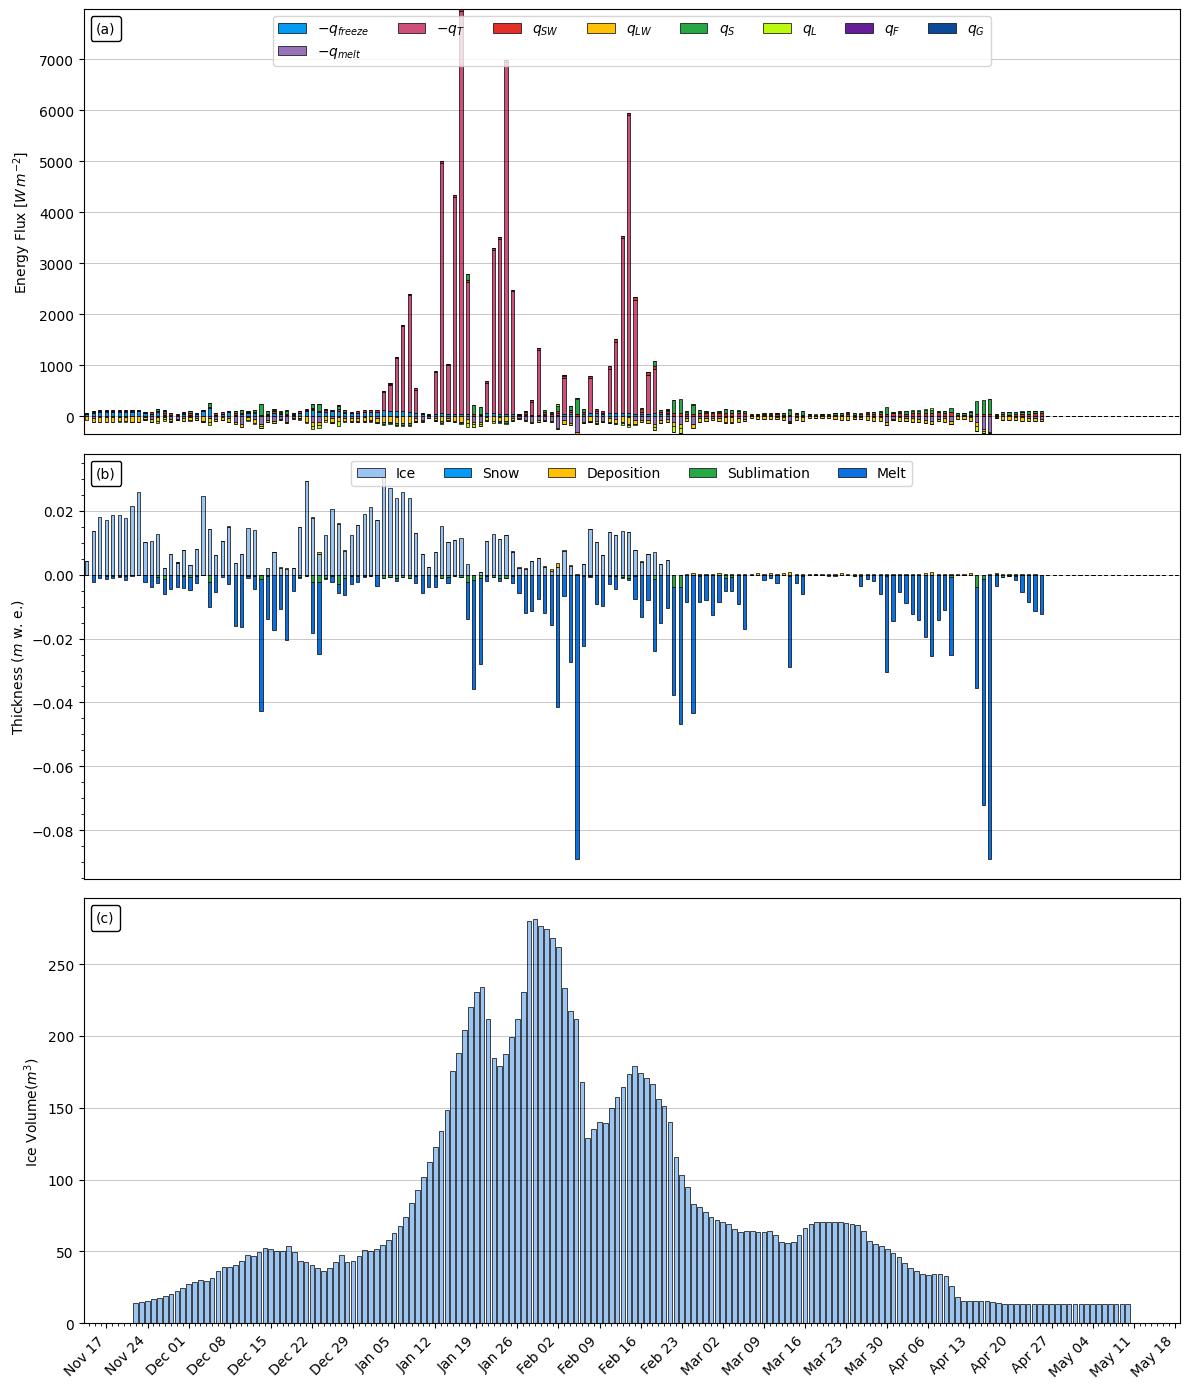 (a)
−q_freeze −q_T q_SW q_LW q_S q_L q_F q_G
−q_melt
7000
6000
5000
4000
3000
2000
1000
0
Energy Flux [W m⁻²]
(b)
Ice Snow Deposition Sublimation Melt
0.02
0.00
−0.02
−0.04
−0.06
−0.08
Thickness (m w. e.)
(c)
250
200
150
100
50
0
Ice Volume(m³)
Nov 17 Nov 24 Dec 01 Dec 08 Dec 15 Dec 22 Dec 29 Jan 05 Jan 12 Jan 19 Jan 26 Feb 02 Feb 09 Feb 16 Feb 23 Mar 02 Mar 09 Mar 16 Mar 23 Mar 30 Apr 06 Apr 13 Apr 20 Apr 27 May 04 May 11 May 18